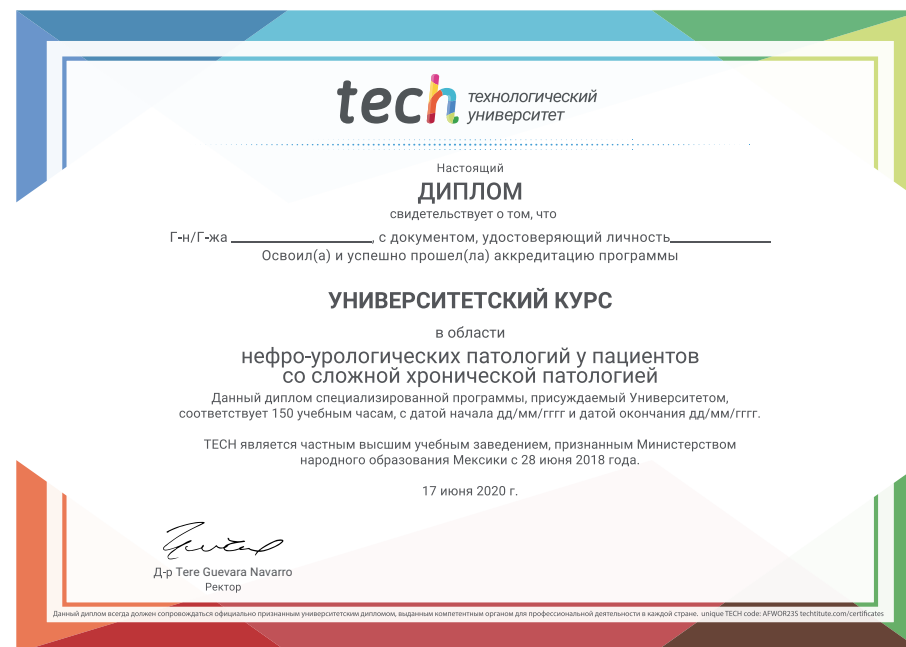 tech технологический
университет
Настоящий
ДИПЛОМ
свидетельствует о том, что
Г-н/Г-жа ____________________, с документом, удостоверяющий личность______________
Освоил(а) и успешно прошел(ла) аккредитацию программы
УНИВЕРСИТЕТСКИЙ КУРС
в области
нефро-урологических патологий у пациентов
со сложной хронической патологией
Данный диплом специализированной программы, присуждаемый Университетом,
соответствует 150 учебным часам, с датой начала дд/мм/гггг и датой окончания дд/мм/гггг.
TECH является частным высшим учебным заведением, признанным Министерством
народного образования Мексики с 28 июня 2018 года.
17 июня 2020 г.
Д-р Tere Guevara Navarro
Ректор
Данный диплом всегда должен сопровождаться официально признанным университетским дипломом, выданным компетентным органом для профессиональной деятельности в каждой стране. unique TECH code: AFWOR23S techtitute.com/certificates